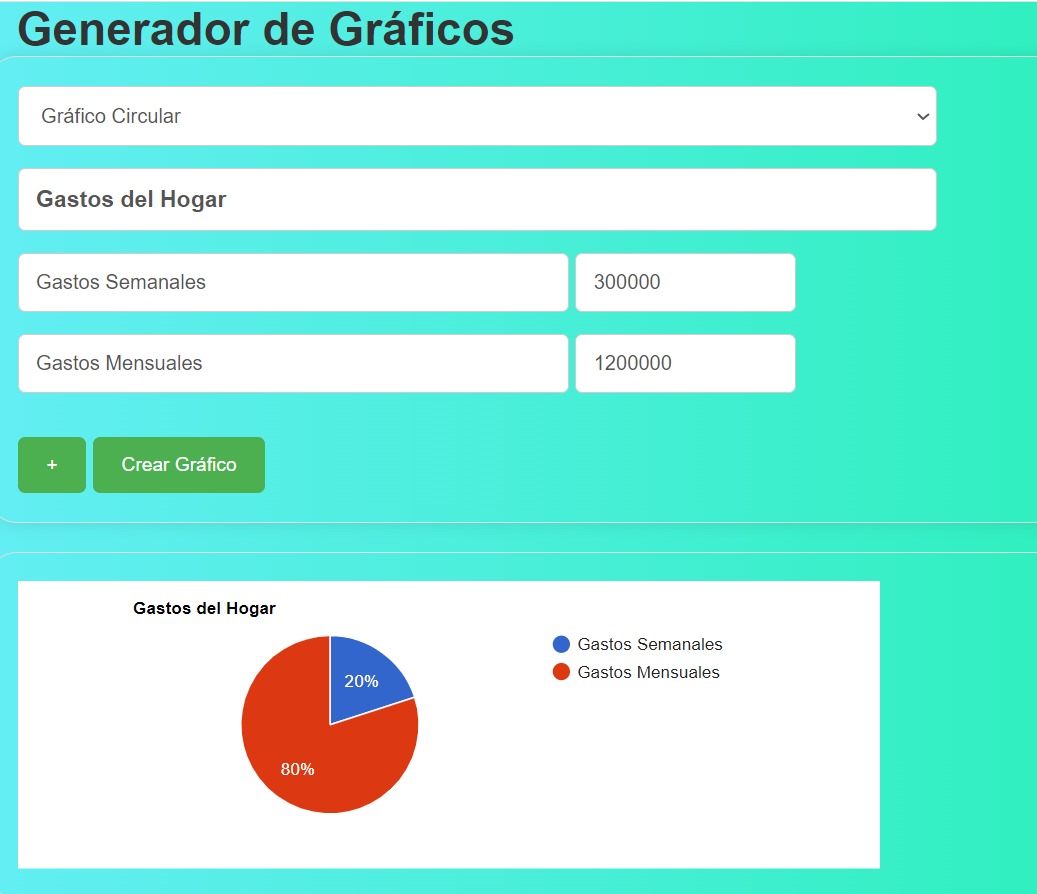 Generador de Gráficos
Gráfico Circular
Gastos del Hogar
Gastos Semanales 300000
Gastos Mensuales 1200000
+ Crear Gráfico
Gastos del Hogar
Gastos Semanales
Gastos Mensuales
20%
80%